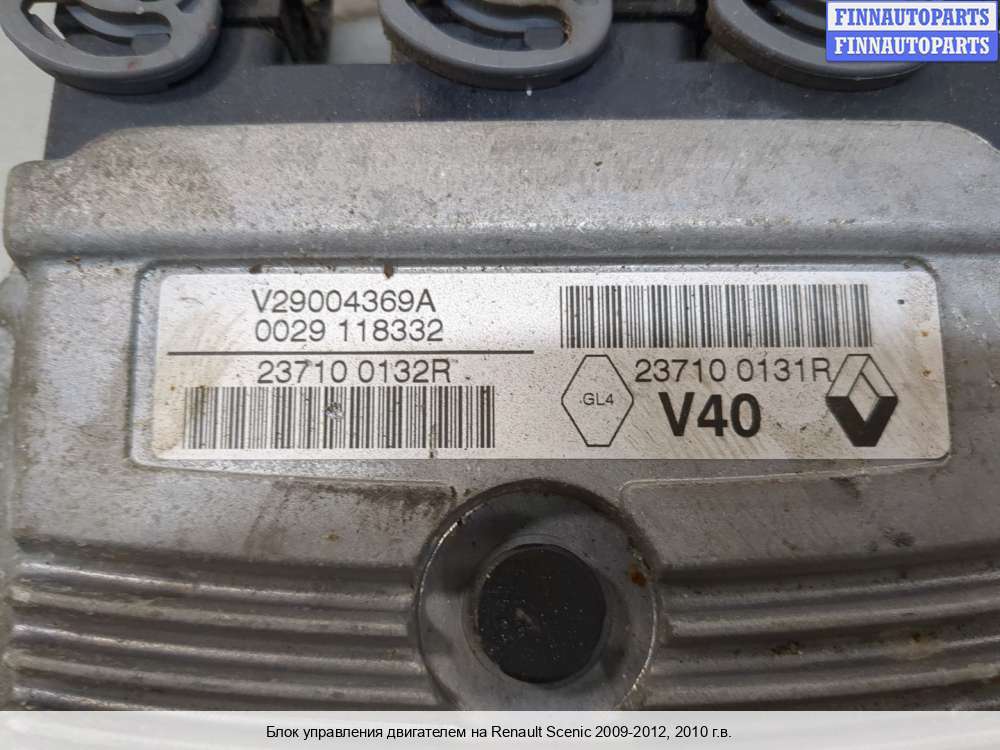 FINNAUTOPARTS
FINNAUTOPARTS
V29004369A
0029 118332
23710 0132R
23710 0131R
GL4
V40
Блок управления двигателем на Renault Scenic 2009-2012, 2010 г.в.